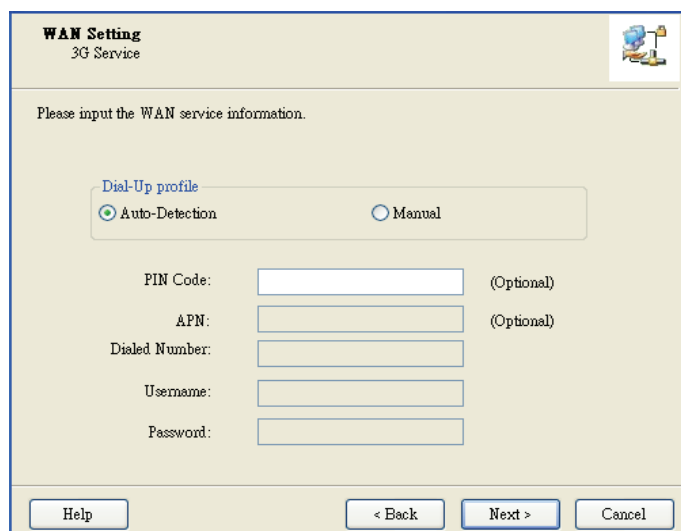 WAN Setting
3G Service
Please input the WAN service information.
Dial-Up profile
Auto-Detection Manual
PIN Code: (Optional)
APN: (Optional)
Dialed Number:
Username:
Password:
Help < Back Next > Cancel